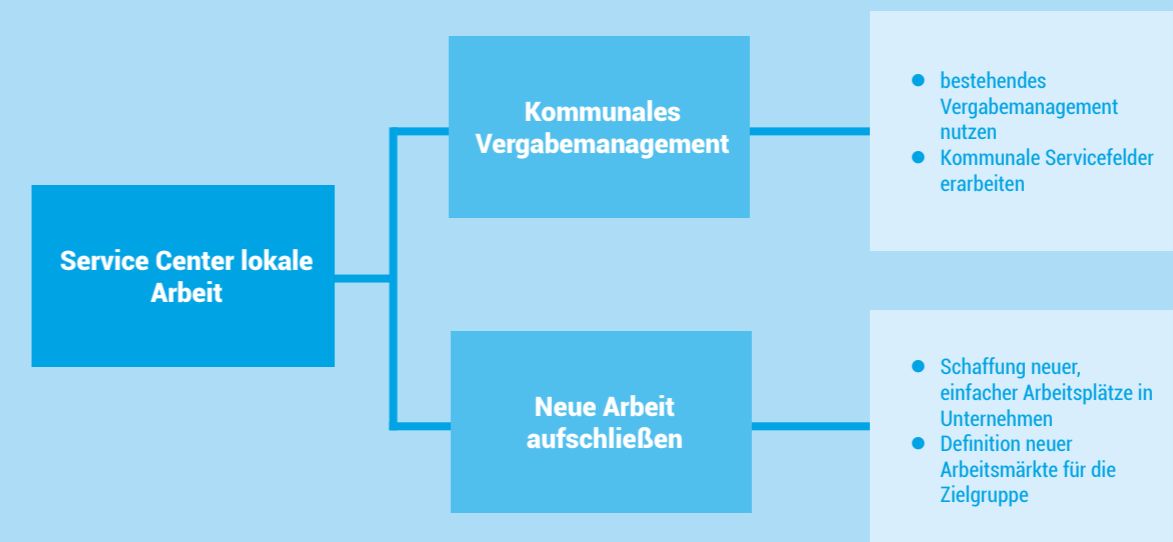 Service Center lokale
Arbeit
Kommunales
Vergabemanagement
● bestehendes
Vergabemanagement
nutzen
● Kommunale Servicefelder
erarbeiten
Neue Arbeit
aufschließen
● Schaffung neuer,
einfacher Arbeitsplätze in
Unternehmen
● Definition neuer
Arbeitsmärkte für die
Zielgruppe